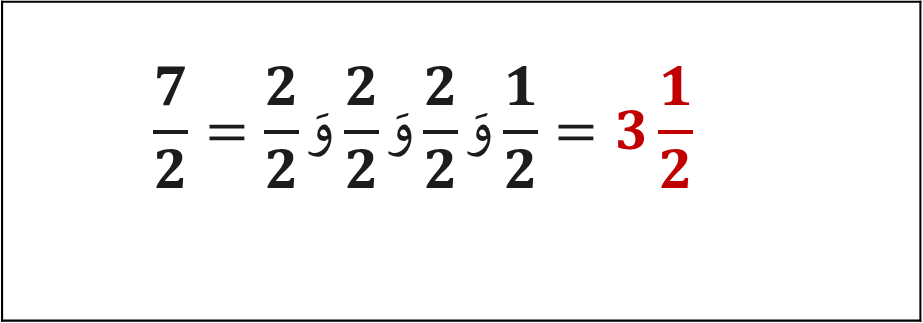 7/2 = 2/2 وَ 2/2 وَ 2/2 وَ 1/2 = 3 1/2